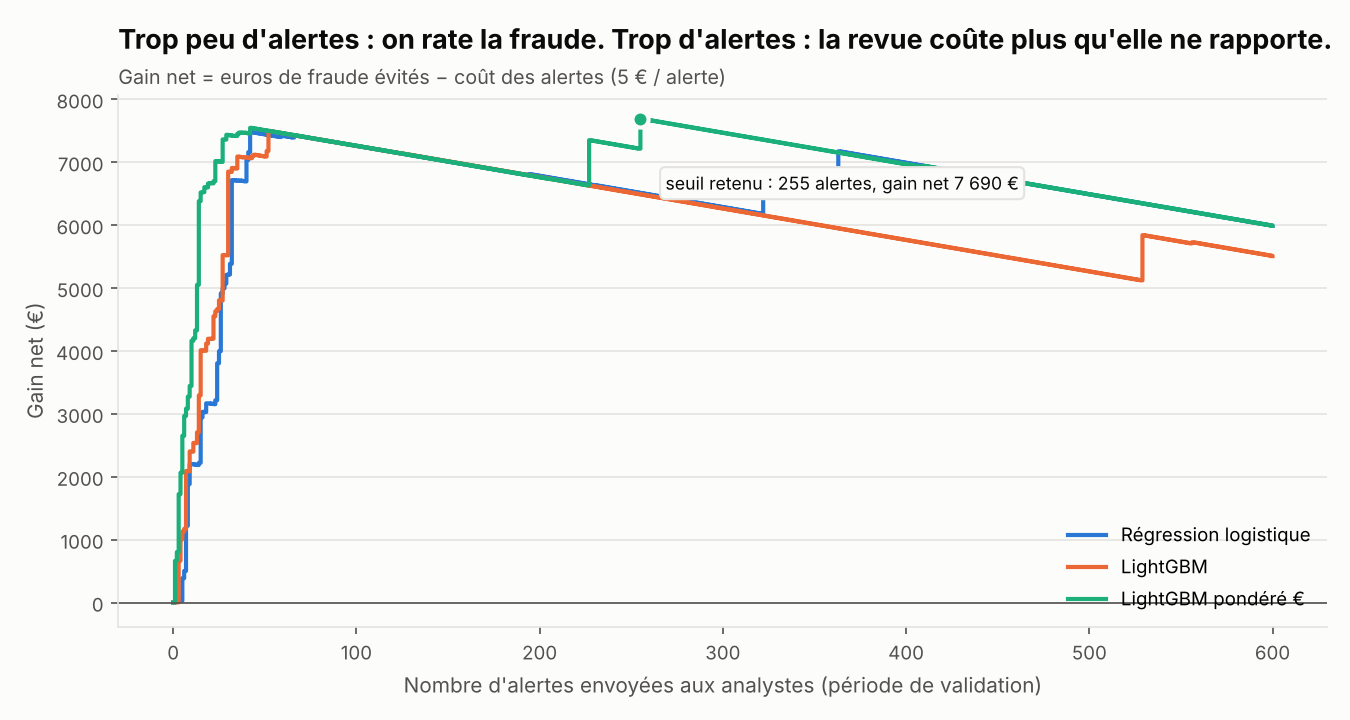 Trop peu d'alertes : on rate la fraude. Trop d'alertes : la revue coûte plus qu'elle ne rapporte.
Gain net = euros de fraude évités − coût des alertes (5 € / alerte)
8000
7000
6000
5000
4000
3000
2000
1000
0
Gain net (€)
seuil retenu : 255 alertes, gain net 7 690 €
Régression logistique
LightGBM
LightGBM pondéré €
0 100 200 300 400 500 600
Nombre d'alertes envoyées aux analystes (période de validation)